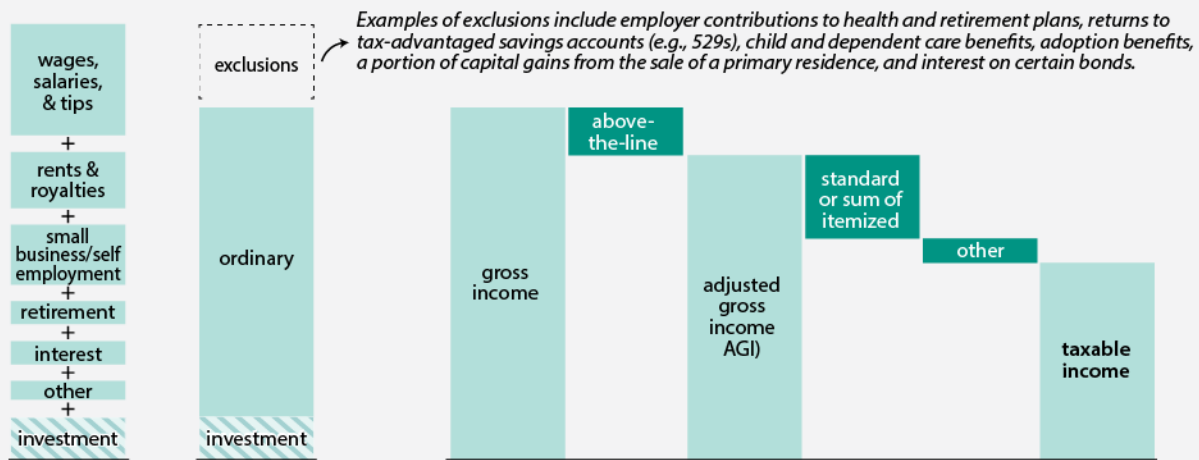 Examples of exclusions include employer contributions to health and retirement plans, returns to
tax-advantaged savings accounts (e.g., 529s), child and dependent care benefits, adoption benefits,
a portion of capital gains from the sale of a primary residence, and interest on certain bonds.
wages,
salaries,
& tips
+
rents &
royalties
+
small
business/self
employment
+
retirement
+
interest
+
other
+
investment
exclusions
ordinary
investment
gross
income
above-
the-line
adjusted
gross
income
AGI)
standard
or sum of
itemized
other
taxable
income